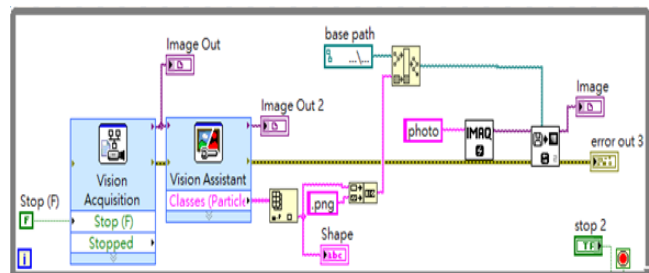 base path
Image Out
...\...
Image
Image Out 2
photo
IMAQ
error out 3
Vision
Acquisition
Vision Assistant
Stop (F)
Classes (Particle
F
Stop (F)
.png
Stopped
Shape
abc
stop 2
TF
i